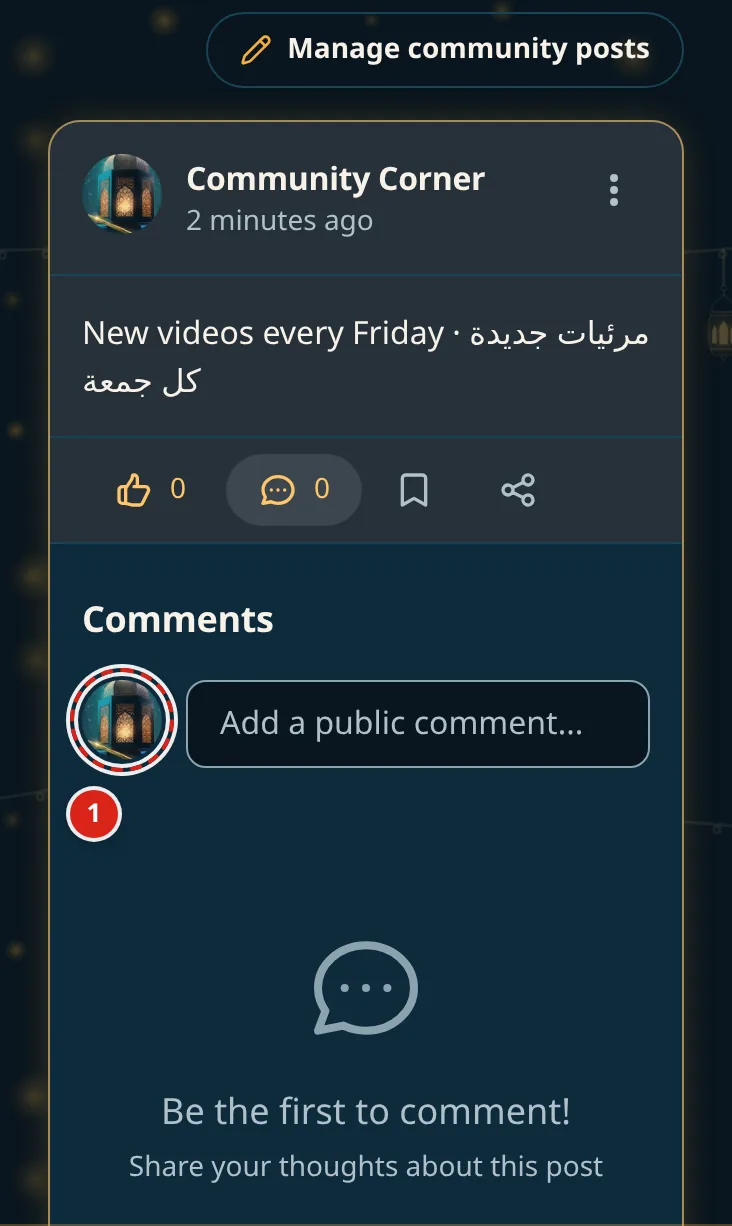 Manage community posts
Community Corner
2 minutes ago
New videos every Friday · مرئيات جديدة
كل جمعة
0
0
Comments
Add a public comment...
1
Be the first to comment!
Share your thoughts about this post